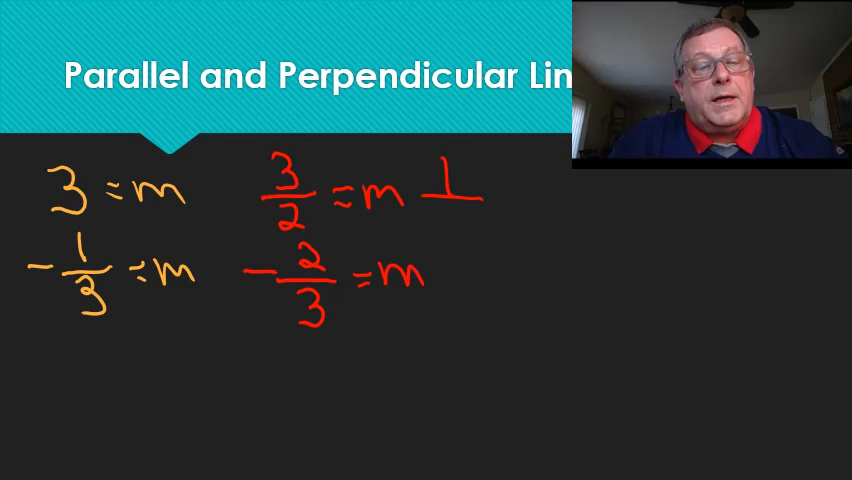 Parallel and Perpendicular Lin
3 = m
3/2 = m ⊥
-1/3 = m
-2/3 = m